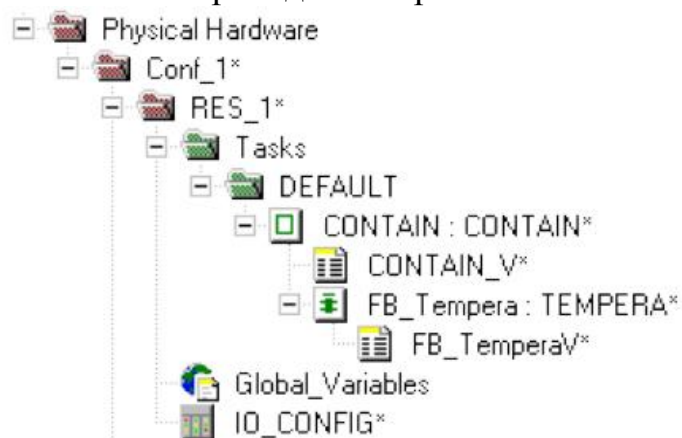 Physical Hardware
Conf_1*
RES_1*
Tasks
DEFAULT
CONTAIN : CONTAIN*
CONTAIN_V*
FB_Tempera : TEMPERA*
FB_TemperaV*
Global_Variables
IO_CONFIG*